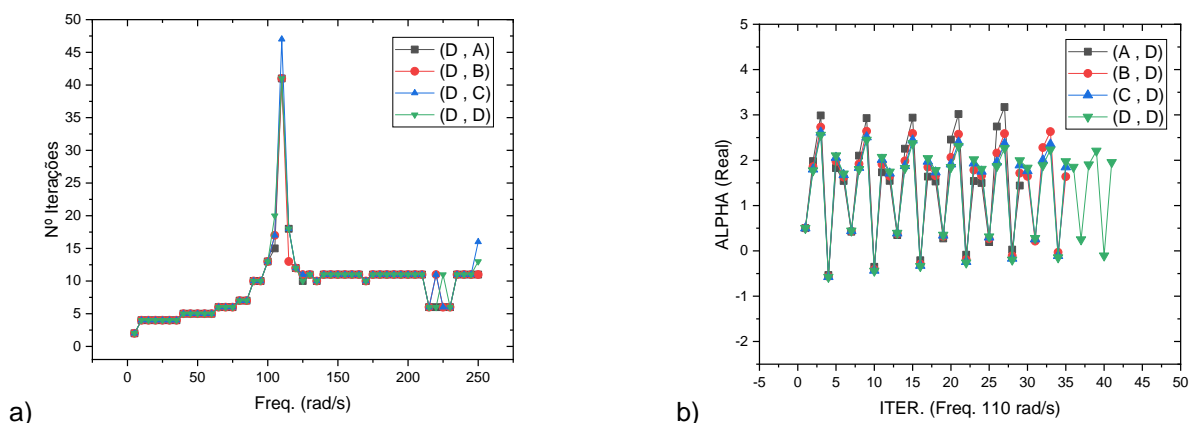 50
45
40
35
30
25
20
15
10
5
0
Nº Iterações
(D , A)
(D , B)
(D , C)
(D , D)
0 50 100 150 200 250
Freq. (rad/s)
a)
5
4
3
2
1
0
-1
-2
ALPHA (Real)
(A , D)
(B , D)
(C , D)
(D , D)
-5 0 5 10 15 20 25 30 35 40 45 50
ITER. (Freq. 110 rad/s)
b)